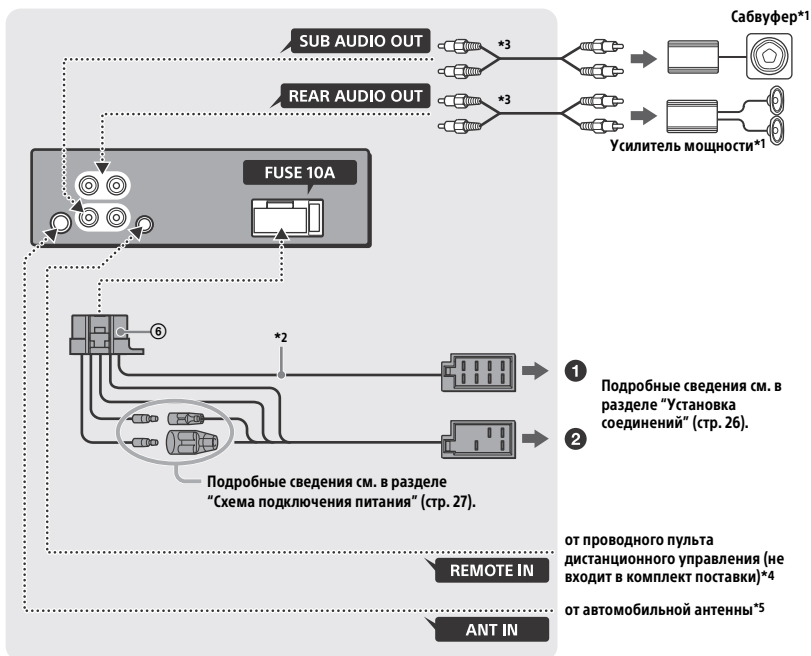 Сабвуфер*1
SUB AUDIO OUT
*3
REAR AUDIO OUT
*3
Усилитель мощности*1
FUSE 10A
⑥
*2
❶
Подробные сведения см. в
разделе “Установка
соединений” (стр. 26).
❷
Подробные сведения см. в разделе
“Схема подключения питания” (стр. 27).
от проводного пульта
дистанционного управления (не
входит в комплект поставки)*4
REMOTE IN
от автомобильной антенны*5
ANT IN